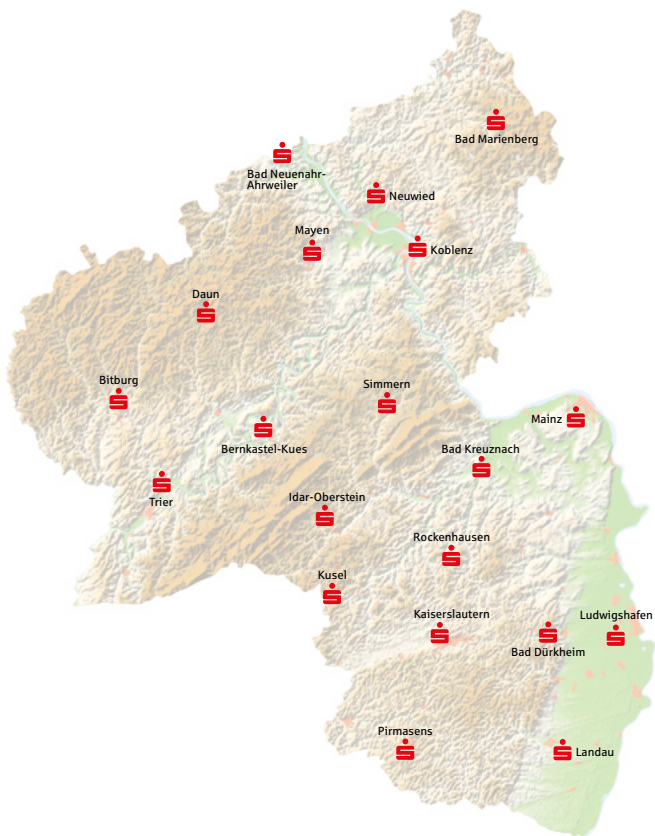 Bad Marienberg
Bad Neuenahr-
Ahrweiler
Neuwied
Mayen
Koblenz
Daun
Bitburg
Simmern
Mainz
Bernkastel-Kues
Bad Kreuznach
Trier
Idar-Oberstein
Rockenhausen
Kusel
Kaiserslautern
Ludwigshafen
Bad Dürkheim
Pirmasens
Landau